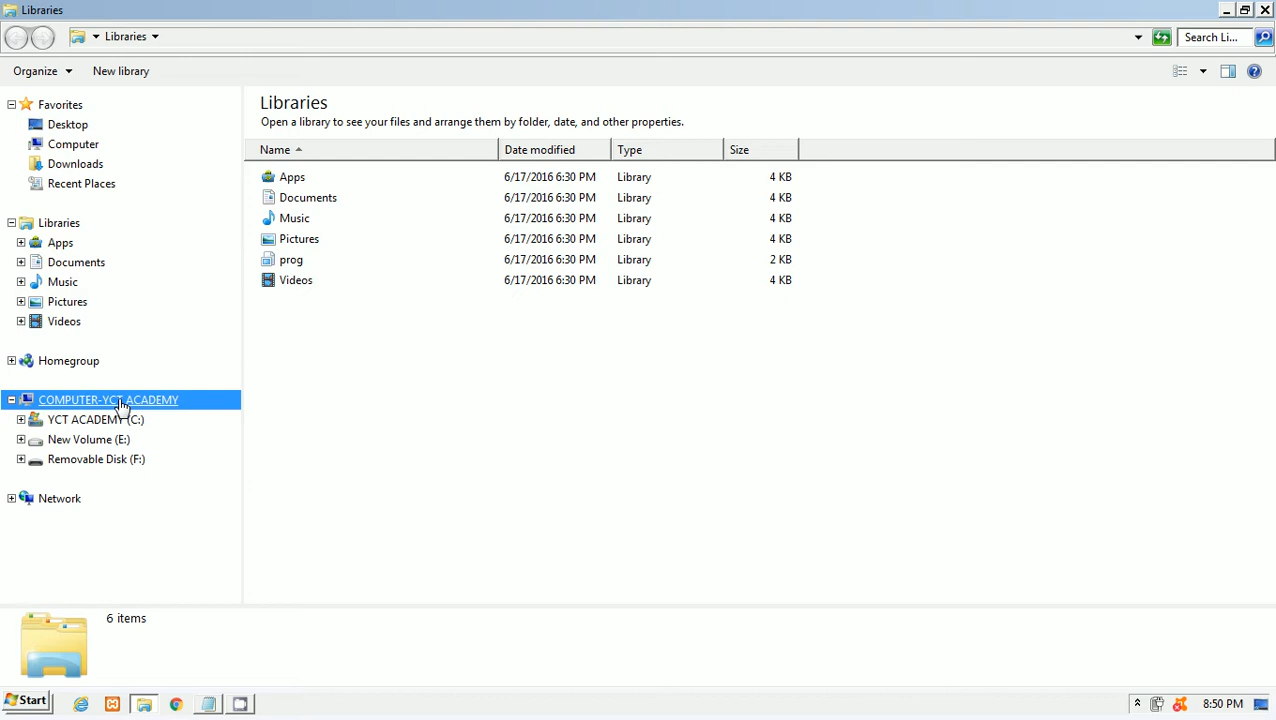 Libraries
Libraries
Search Li...
Organize
New library
Favorites
Desktop
Computer
Downloads
Recent Places
Libraries
Apps
Documents
Music
Pictures
Videos
Homegroup
COMPUTER-YCT ACADEMY
YCT ACADEMY (C:)
New Volume (E:)
Removable Disk (F:)
Network
Libraries
Open a library to see your files and arrange them by folder, date, and other properties.
Name Date modified Type Size
Apps 6/17/2016 6:30 PM Library 4 KB
Documents 6/17/2016 6:30 PM Library 4 KB
Music 6/17/2016 6:30 PM Library 4 KB
Pictures 6/17/2016 6:30 PM Library 4 KB
prog 6/17/2016 6:30 PM Library 2 KB
Videos 6/17/2016 6:30 PM Library 4 KB
6 items
Start
8:50 PM